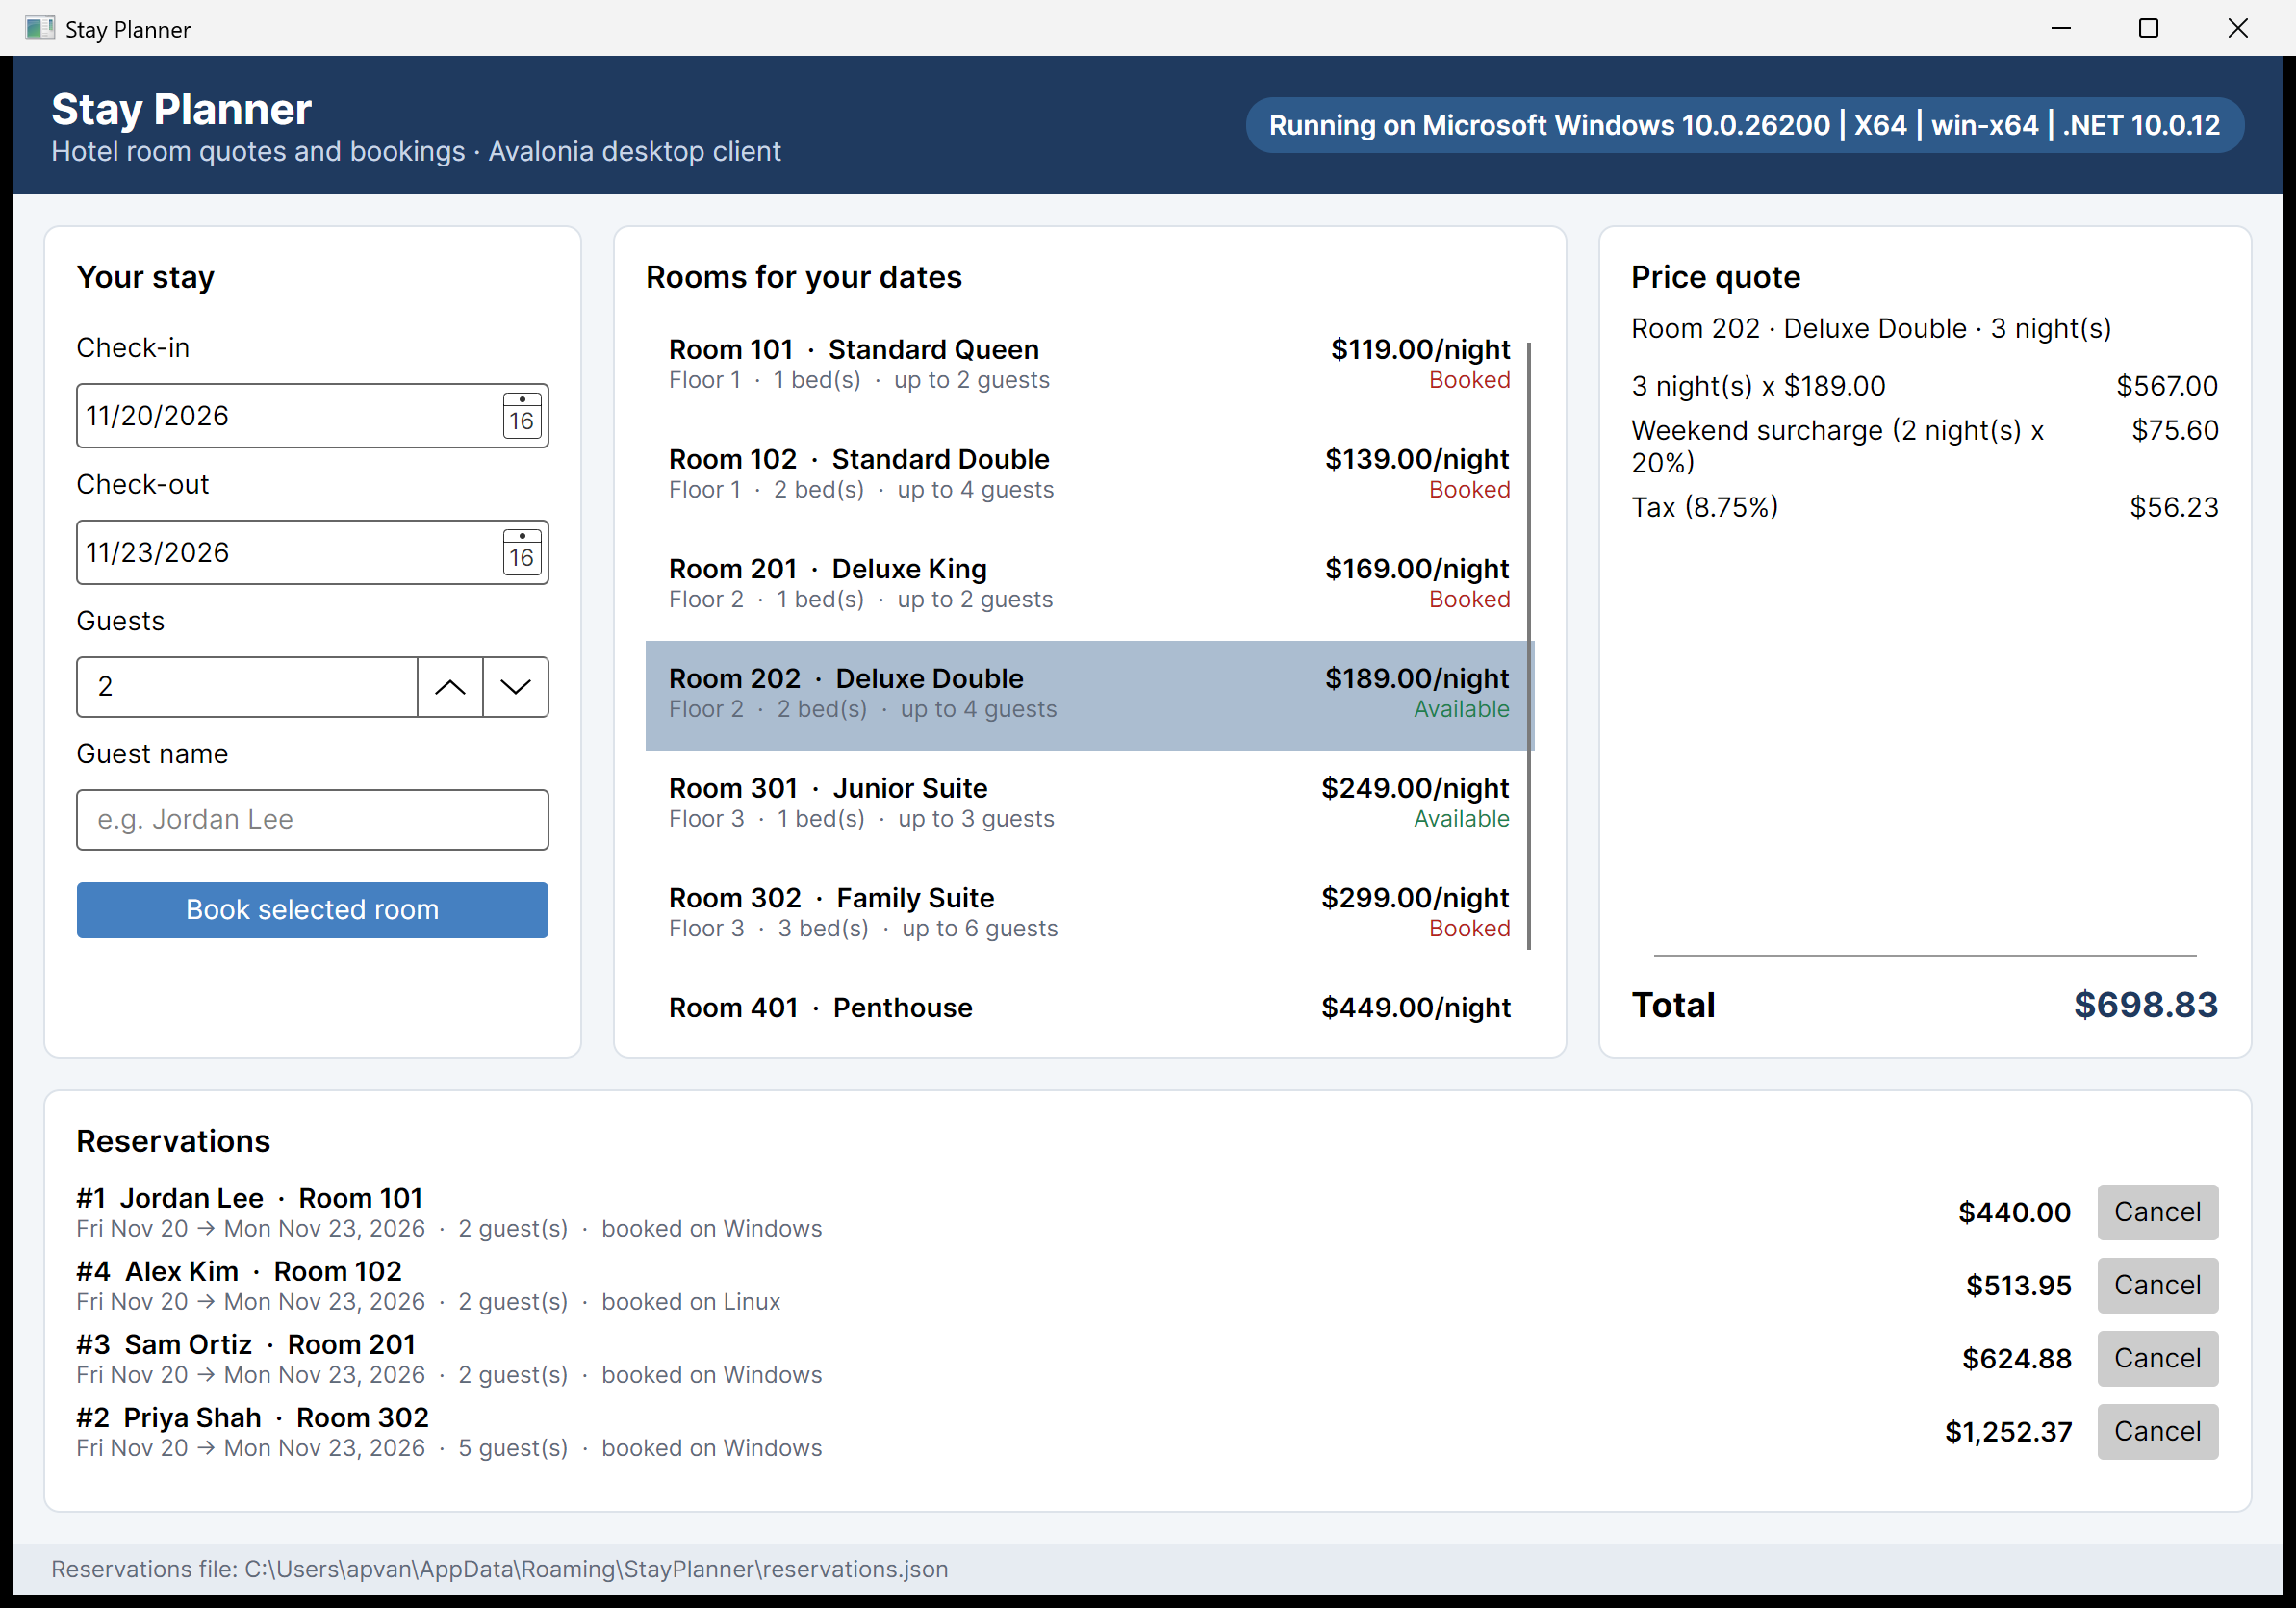 Stay Planner
Stay Planner
Hotel room quotes and bookings · Avalonia desktop client
Running on Microsoft Windows 10.0.26200 | X64 | win-x64 | .NET 10.0.12
Your stay
Check-in
11/20/2026
16
Check-out
11/23/2026
16
Guests
2
Guest name
e.g. Jordan Lee
Book selected room
Rooms for your dates
Room 101 · Standard Queen $119.00/night
Floor 1 · 1 bed(s) · up to 2 guests Booked
Room 102 · Standard Double $139.00/night
Floor 1 · 2 bed(s) · up to 4 guests Booked
Room 201 · Deluxe King $169.00/night
Floor 2 · 1 bed(s) · up to 2 guests Booked
Room 202 · Deluxe Double $189.00/night
Floor 2 · 2 bed(s) · up to 4 guests Available
Room 301 · Junior Suite $249.00/night
Floor 3 · 1 bed(s) · up to 3 guests Available
Room 302 · Family Suite $299.00/night
Floor 3 · 3 bed(s) · up to 6 guests Booked
Room 401 · Penthouse $449.00/night
Price quote
Room 202 · Deluxe Double · 3 night(s)
3 night(s) x $189.00 $567.00
Weekend surcharge (2 night(s) x $75.60
20%)
Tax (8.75%) $56.23
Total $698.83
Reservations
#1 Jordan Lee · Room 101 $440.00 Cancel
Fri Nov 20 → Mon Nov 23, 2026 · 2 guest(s) · booked on Windows
#4 Alex Kim · Room 102 $513.95 Cancel
Fri Nov 20 → Mon Nov 23, 2026 · 2 guest(s) · booked on Linux
#3 Sam Ortiz · Room 201 $624.88 Cancel
Fri Nov 20 → Mon Nov 23, 2026 · 2 guest(s) · booked on Windows
#2 Priya Shah · Room 302 $1,252.37 Cancel
Fri Nov 20 → Mon Nov 23, 2026 · 5 guest(s) · booked on Windows
Reservations file: C:\Users\apvan\AppData\Roaming\StayPlanner\reservations.json